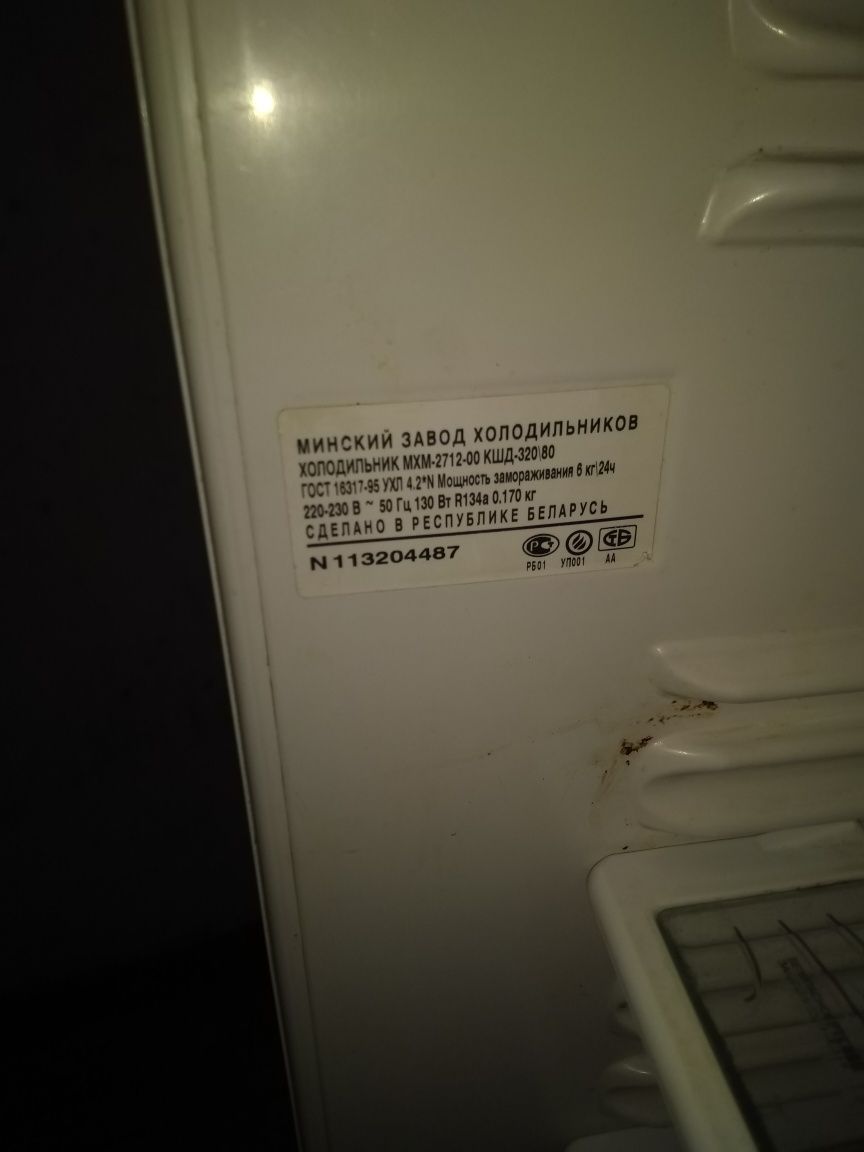 МИНСКИЙ ЗАВОД ХОЛОДИЛЬНИКОВ
ХОЛОДИЛЬНИК МХМ-2712-00 КШД-320\80
ГОСТ 16317-95 УХЛ 4.2*N Мощность замораживания 6 кг\24ч
220-230 В ~ 50 Гц 130 Вт R134a 0.170 кг
СДЕЛАНО В РЕСПУБЛИКЕ БЕЛАРУСЬ
N 113204487
РБ01 УП001 АА